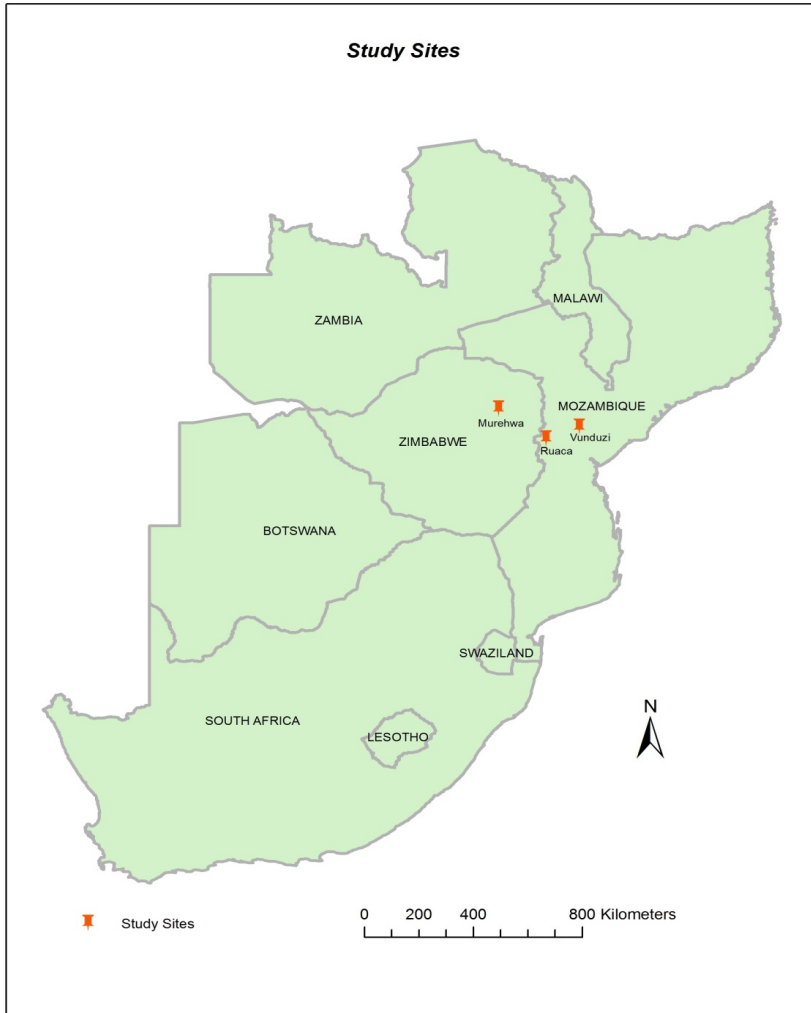 Study Sites
MALAWI
ZAMBIA
MOZAMBIQUE
Murehwa
Vunduzi
ZIMBABWE
Ruaca
BOTSWANA
SWAZILAND
N
SOUTH AFRICA
LESOTHO
0 200 400 800 Kilometers
Study Sites